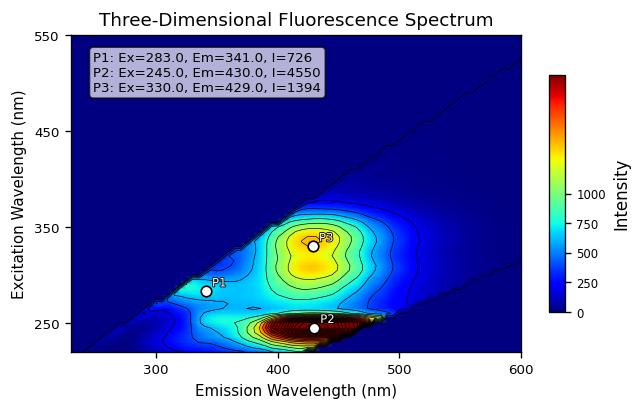 Three-Dimensional Fluorescence Spectrum
P1: Ex=283.0, Em=341.0, I=726
P2: Ex=245.0, Em=430.0, I=4550
P3: Ex=330.0, Em=429.0, I=1394
550
450
350
250
Excitation Wavelength (nm)
P3
P1
P2
300
400
500
600
Emission Wavelength (nm)
1000
750
500
250
0
Intensity